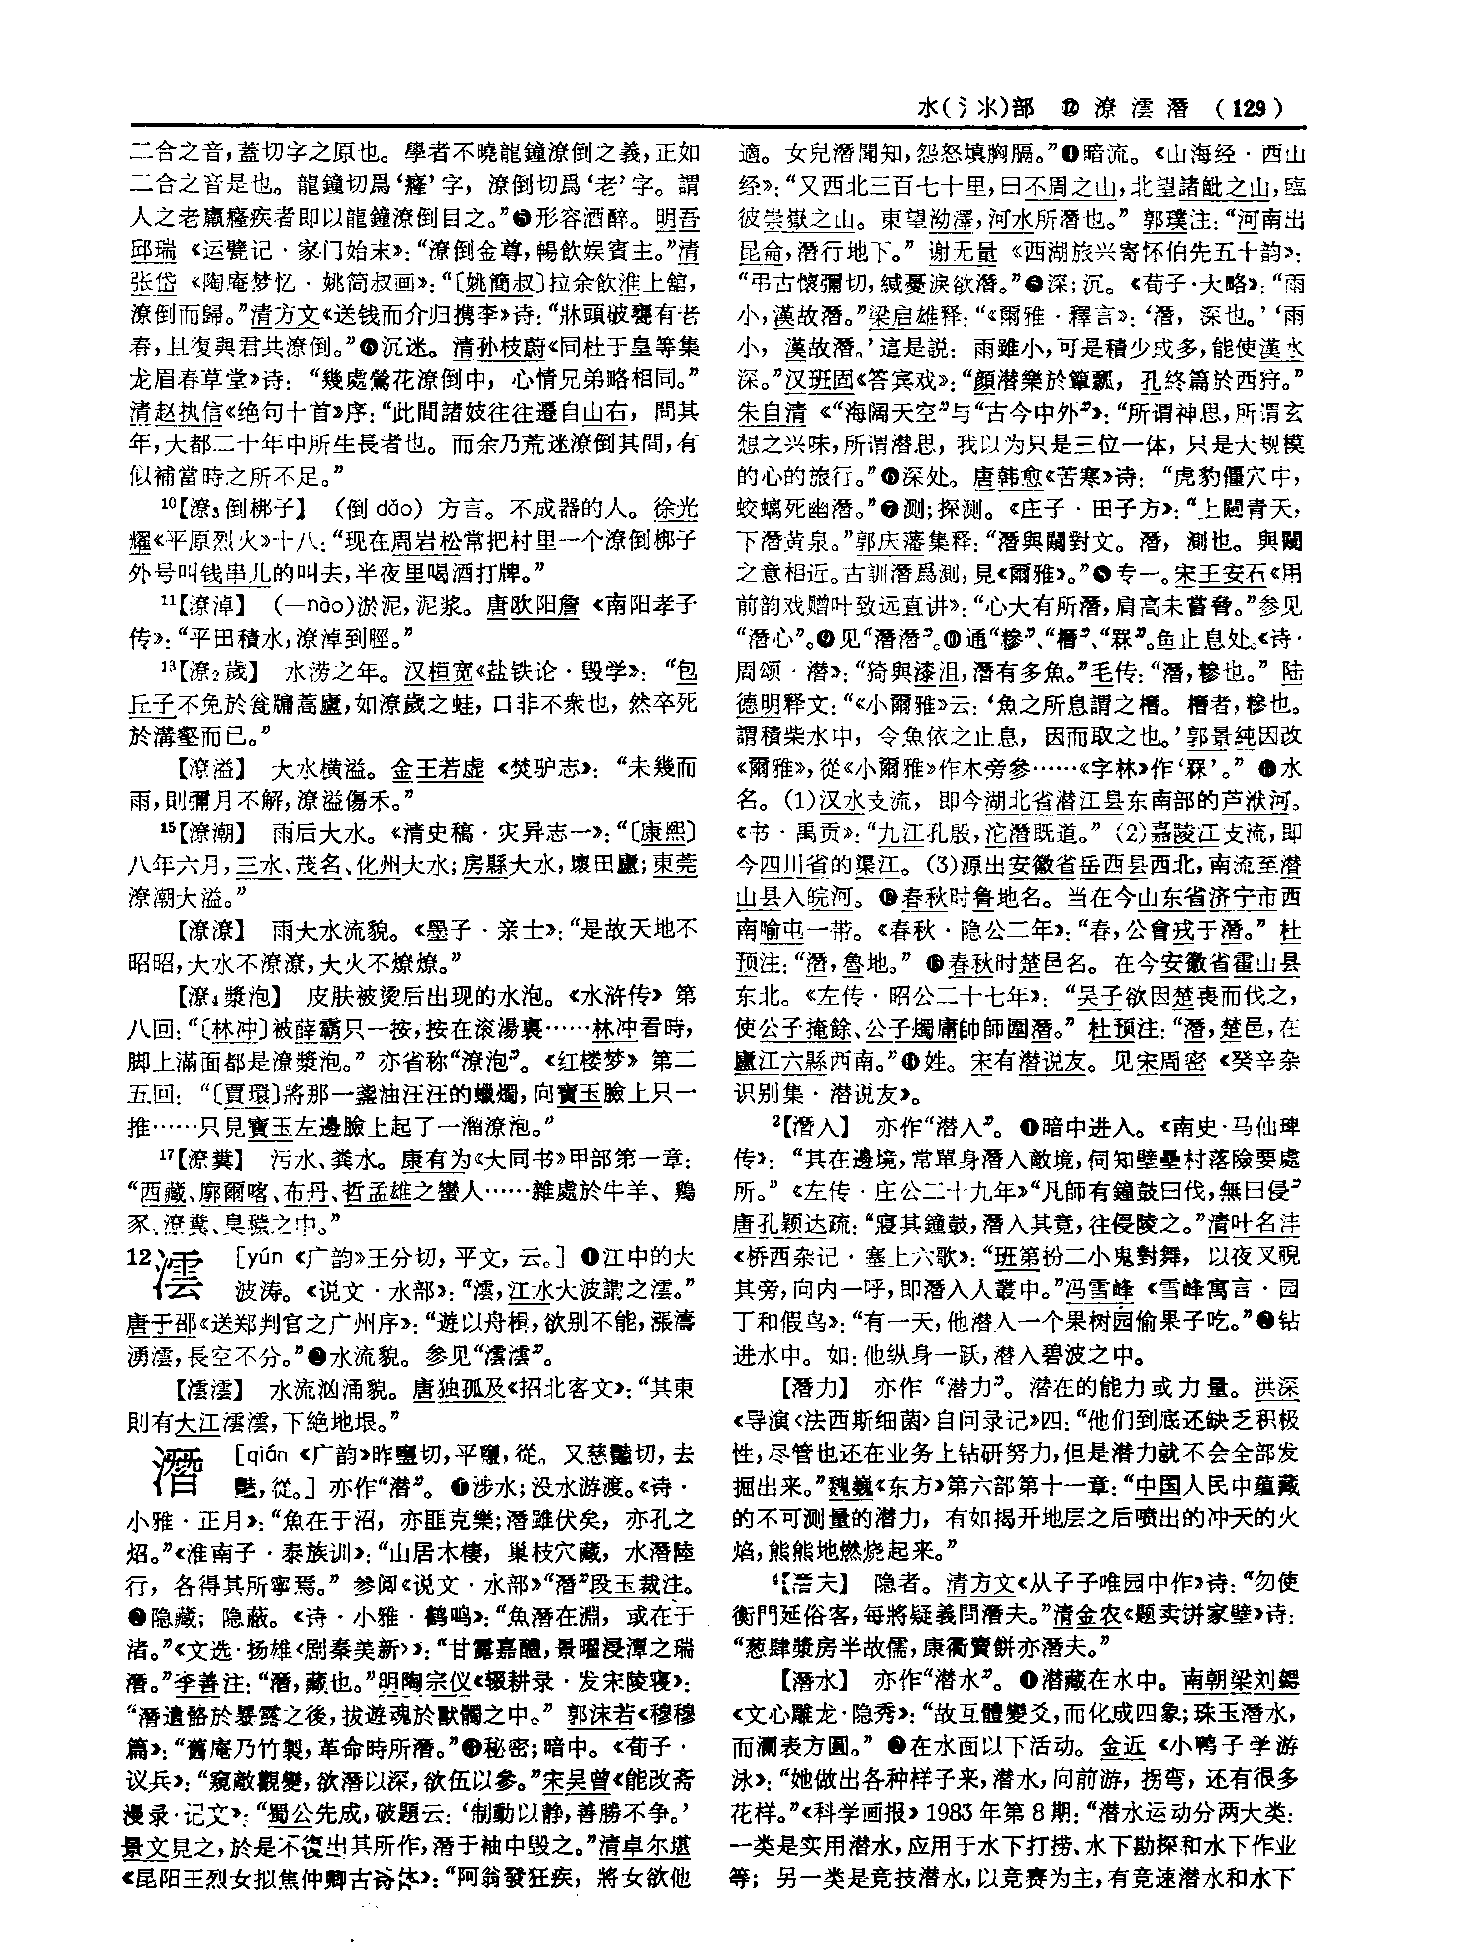 水(氵氺)部 ⑫ 潦澐潛 (129)
二合之音,蓋切字之原也。學者不曉龍鐘潦倒之義,正如
二合之音是也。龍鐘切爲‘癃’字,潦倒切爲‘老’字。謂
人之老羸癃疾者即以龍鐘潦倒目之。”❺形容酒醉。明吾
邱瑞《运甓记·家门始末》:“潦倒金尊,暢飲娱賓主。”清
张岱《陶庵梦忆·姚简叔画》:“〔姚簡叔〕拉余飲淮上舘,
潦倒而歸。”清方文《送钱而介归携李》诗:“牀頭破甕有老
春,且復與君共潦倒。”❻沉迷。清孙枝蔚《同杜于皇等集
龙眉春草堂》诗:“幾處鶯花潦倒中,心情兄弟略相同。”
清赵执信《绝句十首》序:“此間諸妓往往遷自山右,問其
年,大都二十年中所生長者也。而余乃荒迷潦倒其間,有
似補當時之所不足。”
10【潦3倒梆子】(倒 dǎo)方言。不成器的人。徐光
耀《平原烈火》十八:“现在周岩松常把村里一个潦倒梆子
外号叫钱串儿的叫去,半夜里喝酒打牌。”
11【潦淖】(—nào)淤泥,泥浆。唐欧阳詹《南阳孝子
传》:“平田積水,潦淖到脛。”
13【潦2歲】 水涝之年。汉桓宽《盐铁论·毁学》:“包
丘子不免於瓮牖蒿廬,如潦歲之蛙,口非不衆也,然卒死
於溝壑而已。”
【潦溢】 大水横溢。金王若虚《焚驴志》:“未幾而
雨,則彌月不解,潦溢傷禾。”
15【潦潮】 雨后大水。《清史稿·灾异志一》:“〔康熙〕
八年六月,三水、茂名、化州大水;房縣大水,壞田廬;東莞
潦潮大溢。”
【潦潦】 雨大水流貌。《墨子·亲士》:“是故天地不
昭昭,大水不潦潦,大火不燎燎。”
【潦4漿泡】 皮肤被烫后出现的水泡。《水浒传》第
八回:“〔林冲〕被薛霸只一按,按在滚湯裏……林冲看時,
脚上滿面都是潦漿泡。”亦省称“潦泡”。《红楼梦》第二
五回:“〔賈環〕將那一盞油汪汪的蠟燭,向寶玉臉上只一
推……只見寶玉左邊臉上起了一溜潦泡。”
17【潦糞】 污水、粪水。康有为《大同书》甲部第一章:
“西藏、廓爾喀、布丹、哲孟雄之蠻人……雜處於牛羊、鷄
豕、潦糞、臭穢之中。”
12澐 [yún《广韵》王分切,平文,云。] ❶江中的大
波涛。《说文·水部》:“澐,江水大波謂之澐。”
唐于邵《送郑判官之广州序》:“遊以舟楫,欲别不能,漲濤
湧澐,長空不分。”❷水流貌。参见“澐澐”。
【澐澐】 水流汹涌貌。唐独孤及《招北客文》:“其東
則有大江澐澐,下绝地垠。”
潛 [qián《广韵》昨鹽切,平鹽,從。又慈豔切,去
豔,從。] 亦作“潜”。❶涉水;没水游渡。《诗·
小雅·正月》:“魚在于沼,亦匪克樂;潛雖伏矣,亦孔之
炤。”《淮南子·泰族训》:“山居木棲,巢枝穴藏,水潛陸
行,各得其所寧焉。”参阅《说文·水部》“潛”段玉裁注。
❷隐藏;隐蔽。《诗·小雅·鹤鸣》:“魚潛在淵,或在于
渚。”《文选·扬雄〈剧秦美新〉》:“甘露嘉醴,景曜浸潭之瑞
潛。”李善注:“潛,藏也。”明陶宗仪《辍耕录·发宋陵寝》:
“潛遺骼於暴露之後,拔遊魂於獸髑之中。”郭沫若《穆穆
篇》:“舊庵乃竹製,革命時所潛。”❸秘密;暗中。《荀子·
议兵》:“窺敵觀變,欲潛以深,欲伍以參。”宋吴曾《能改斋
漫录·记文》:“蜀公先成,破題云:‘制動以静,善勝不争。’
景文見之,於是不復出其所作,潛于袖中毁之。”清卓尔堪
《昆阳王烈女拟焦仲卿古诗体》:“阿翁發狂疾,將女欲他
適。女兒潛聞知,怨怒填胸膈。”❹暗流。《山海经·西山
经》:“又西北三百七十里,曰不周之山,北望諸毗之山,臨
彼崇嶽之山。東望泑澤,河水所潛也。”郭璞注:“河南出
昆侖,潛行地下。”谢无量《西湖旅兴寄怀伯先五十韵》:
“弔古懷彌切,緘憂淚欲潛。”❺深;沉。《荀子·大略》:“雨
小,漢故潛。”梁启雄释:“《爾雅·釋言》:‘潛,深也。’‘雨
小,漢故潛。’這是説:雨雖小,可是積少成多,能使漢水
深。”汉班固《答宾戏》:“顔潛樂於簞瓢,孔終篇於西狩。”
朱自清《“海阔天空”与“古今中外”》:“所谓神思,所谓玄
想之兴味,所谓潜思,我以为只是三位一体,只是大规模
的心的旅行。”❻深处。唐韩愈《苦寒》诗:“虎豹僵穴中,
蛟螭死幽潛。”❼测;探测。《庄子·田子方》:“上闚青天,
下潛黄泉。”郭庆藩集释:“潛與闚對文。潛,測也。與闚
之意相近。古訓潛爲測,見《爾雅》。”❽专一。宋王安石《用
前韵戏赠叶致远直讲》:“心大有所潛,肩高未嘗脅。”参见
“潛心”。❾见“潛潛”。❿通“槮”、“橬”、“罧”。鱼止息处。《诗·
周颂·潜》:“猗與漆沮,潛有多魚。”毛传:“潛,槮也。”陆
德明释文:“《小爾雅》云:‘魚之所息謂之橬。橬者,槮也。
謂積柴水中,令魚依之止息,因而取之也。’郭景純因改
《爾雅》,從《小爾雅》作木旁參……《字林》作‘罧’。”⓫水
名。(1)汉水支流,即今湖北省潜江县东南部的芦洑河。
《书·禹贡》:“九江孔殷,沱潛既道。”(2)嘉陵江支流,即
今四川省的渠江。(3)源出安徽省岳西县西北,南流至潜
山县入皖河。⓬春秋时鲁地名。当在今山东省济宁市西
南喻屯一带。《春秋·隐公二年》:“春,公會戎于潛。”杜
预注:“潛,魯地。”⓭春秋时楚邑名。在今安徽省霍山县
东北。《左传·昭公二十七年》:“吴子欲因楚喪而伐之,
使公子掩餘、公子燭庸帥師圍潛。”杜预注:“潛,楚邑,在
廬江六縣西南。”⓮姓。宋有潜说友。见宋周密《癸辛杂
识别集·潜说友》。
2【潛入】 亦作“潜入”。❶暗中进入。《南史·马仙琕
传》:“其在邊境,常單身潛入敵境,伺知壁壘村落險要處
所。”《左传·庄公二十九年》“凡師有鐘鼓曰伐,無曰侵”
唐孔颖达疏:“寢其鐘鼓,潛入其竟,往侵陵之。”清叶名沣
《桥西杂记·塞上六歌》:“班第扮二小鬼對舞,以夜叉睨
其旁,向内一呼,即潛入人叢中。”冯雪峰《雪峰寓言·园
丁和假鸟》:“有一天,他潜入一个果树园偷果子吃。”❷钻
进水中。如:他纵身一跃,潜入碧波之中。
【潛力】 亦作“潜力”。潜在的能力或力量。洪深
《导演〈法西斯细菌〉自问录记》四:“他们到底还缺乏积极
性,尽管也还在业务上钻研努力,但是潜力就不会全部发
掘出来。”魏巍《东方》第六部第十一章:“中国人民中蕴藏
的不可测量的潜力,有如揭开地层之后喷出的冲天的火
焰,熊熊地燃烧起来。”
4【潛夫】 隐者。清方文《从子子唯园中作》诗:“勿使
衡門延俗客,每將疑義問潛夫。”清金农《题卖饼家壁》诗:
“葱肆漿房半故儒,康衢賣餅亦潛夫。”
【潛水】 亦作“潜水”。❶潜藏在水中。南朝梁刘勰
《文心雕龙·隐秀》:“故互體變爻,而化成四象;珠玉潛水,
而瀾表方圓。”❷在水面以下活动。金近《小鸭子学游
泳》:“她做出各种样子来,潜水,向前游,拐弯,还有很多
花样。”《科学画报》1983年第8期:“潜水运动分两大类:
一类是实用潜水,应用于水下打捞、水下勘探和水下作业
等;另一类是竞技潜水,以竞赛为主,有竞速潜水和水下